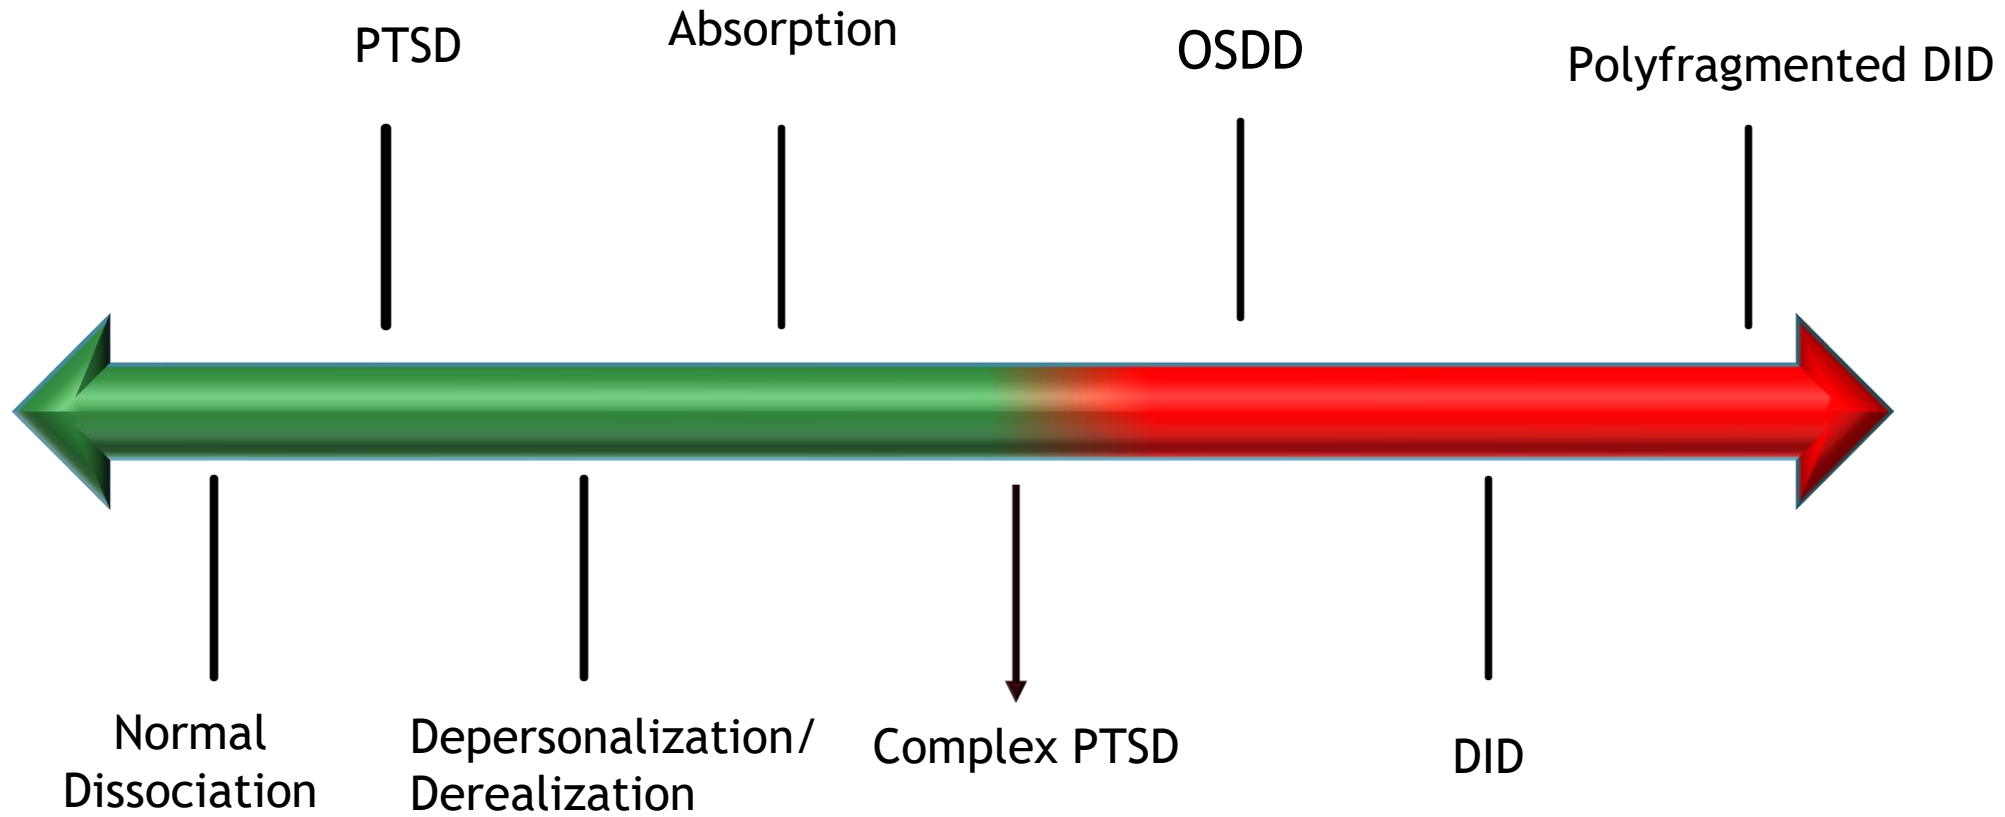 PTSD
Absorption
OSDD
Polyfragmented DID
Normal
Dissociation
Depersonalization/
Derealization
Complex PTSD
DID